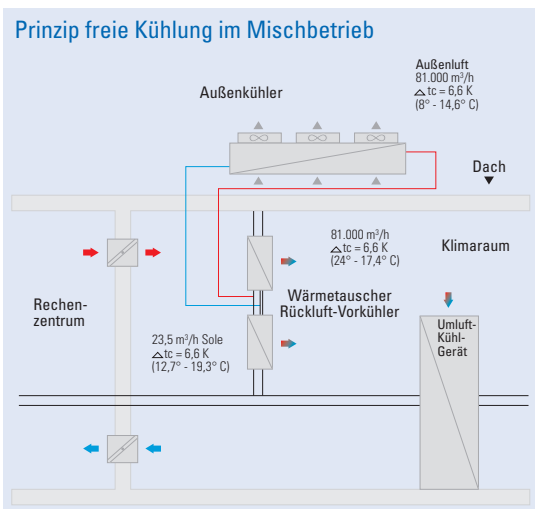 Prinzip freie Kühlung im Mischbetrieb
Außenluft
81.000 m³/h
△tc = 6,6 K
(8° - 14,6° C)
Außenkühler
Dach
81.000 m³/h
△tc = 6,6 K
(24° - 17,4° C)
Klimaraum
Rechen-
zentrum
Wärmetauscher
Rückluft-Vorkühler
23,5 m³/h Sole
△tc = 6,6 K
(12,7° - 19,3° C)
Umluft-
Kühl-
Gerät